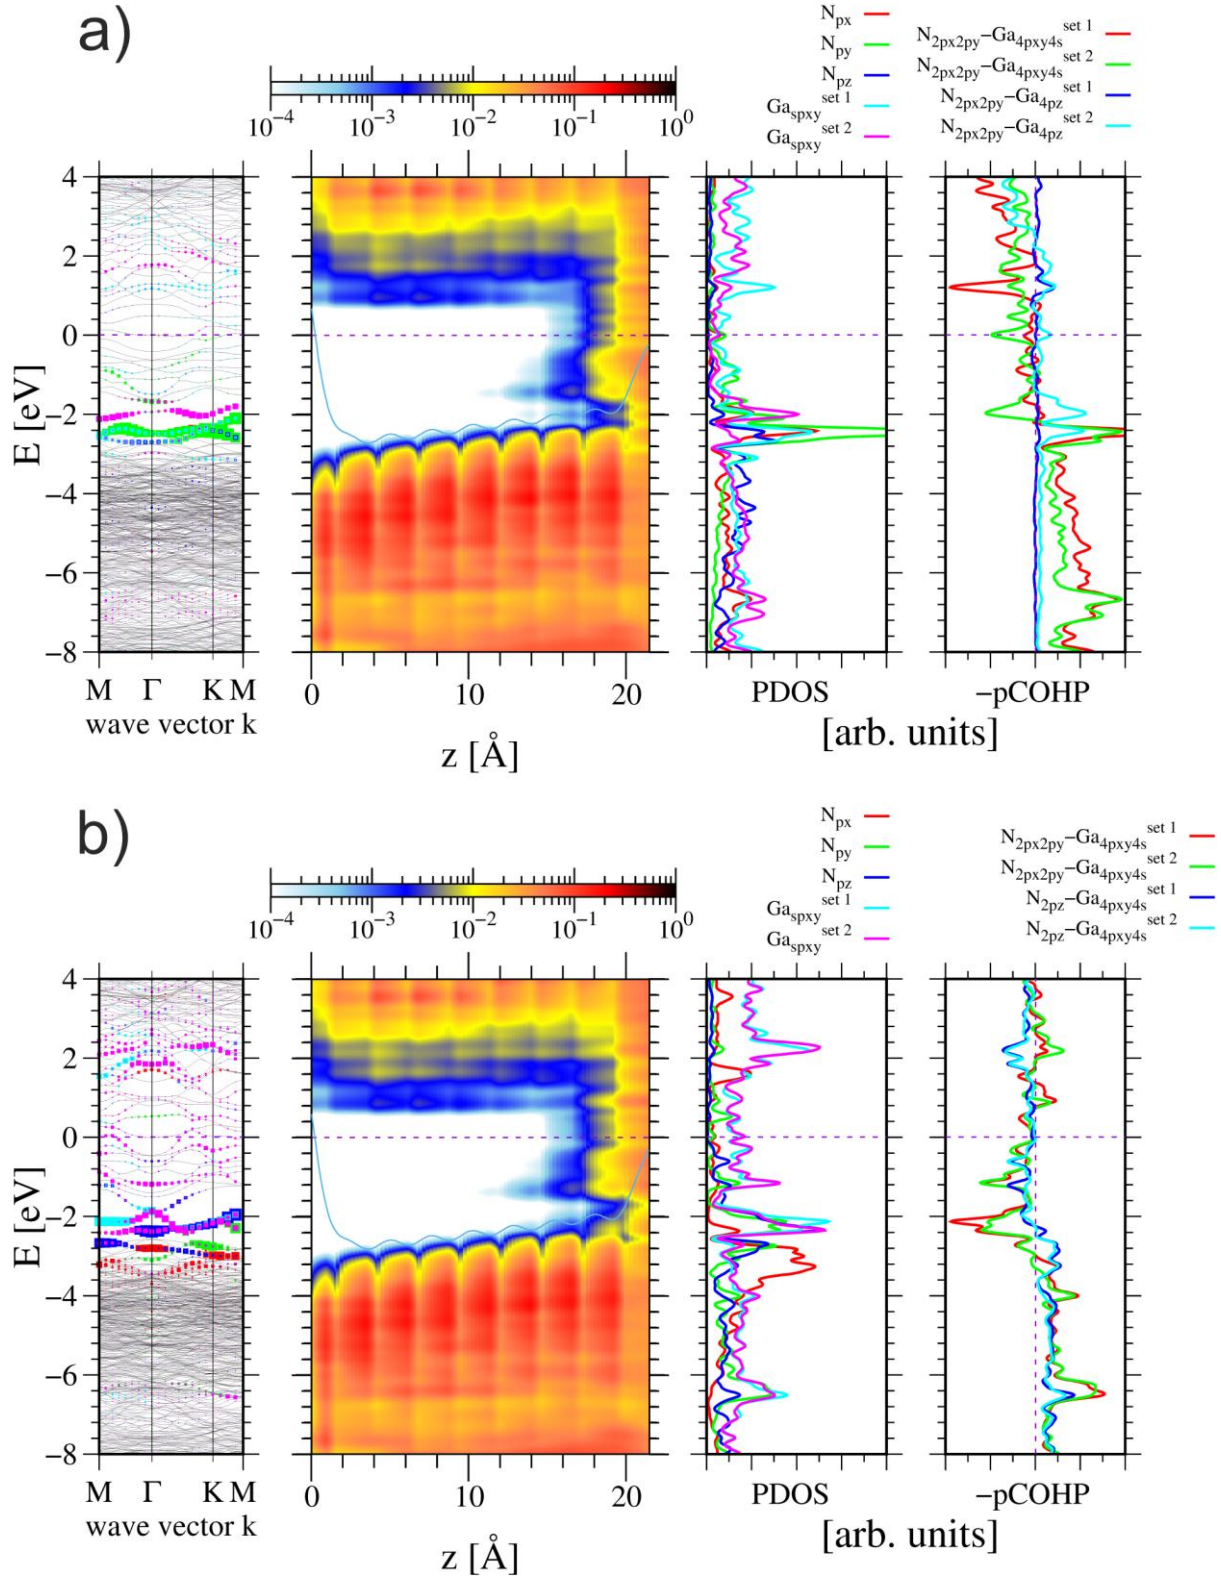 a)
N_px
N_py
N_pz
Ga_spxy^set 1
Ga_spxy^set 2
N_2px2py−Ga_4pxy4s^set 1
N_2px2py−Ga_4pxy4s^set 2
N_2px2py−Ga_4pz^set 1
N_2px2py−Ga_4pz^set 2
10^−4 10^−3 10^−2 10^−1 10^0
E [eV]
4
2
0
−2
−4
−6
−8
M Γ K M
wave vector k
0 10 20
z [Å]
PDOS −pCOHP
[arb. units]
b)
N_px
N_py
N_pz
Ga_spxy^set 1
Ga_spxy^set 2
N_2px2py−Ga_4pxy4s^set 1
N_2px2py−Ga_4pxy4s^set 2
N_2pz−Ga_4pxy4s^set 1
N_2pz−Ga_4pxy4s^set 2
10^−4 10^−3 10^−2 10^−1 10^0
E [eV]
4
2
0
−2
−4
−6
−8
M Γ K M
wave vector k
0 10 20
z [Å]
PDOS −pCOHP
[arb. units]